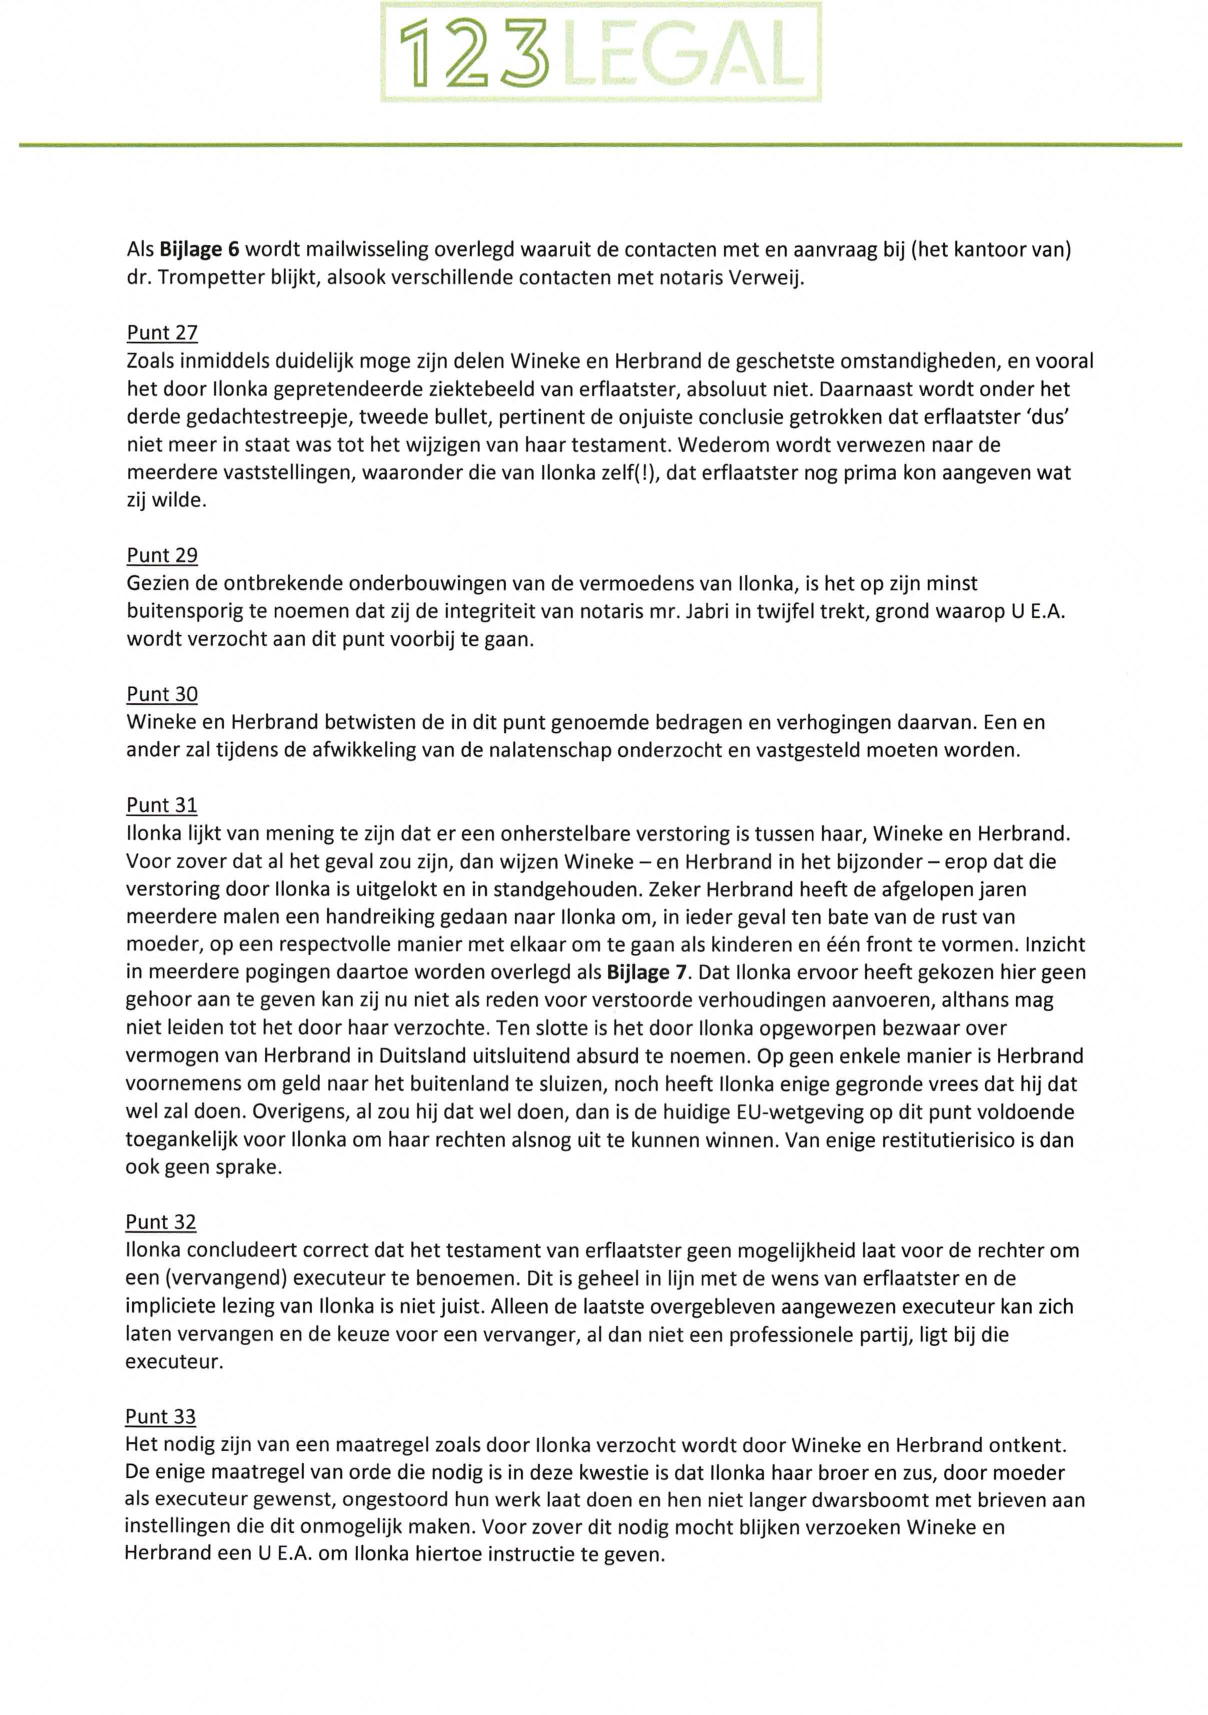 123LEGAL
Als Bijlage 6 wordt mailwisseling overlegd waaruit de contacten met en aanvraag bij (het kantoor van)
dr. Trompetter blijkt, alsook verschillende contacten met notaris Verweij.
Punt 27
Zoals inmiddels duidelijk moge zijn delen Wineke en Herbrand de geschetste omstandigheden, en vooral
het door Ilonka gepretendeerde ziektebeeld van erflaatster, absoluut niet. Daarnaast wordt onder het
derde gedachtestreepje, tweede bullet, pertinent de onjuiste conclusie getrokken dat erflaatster ‘dus’
niet meer in staat was tot het wijzigen van haar testament. Wederom wordt verwezen naar de
meerdere vaststellingen, waaronder die van Ilonka zelf(!), dat erflaatster nog prima kon aangeven wat
zij wilde.
Punt 29
Gezien de ontbrekende onderbouwingen van de vermoedens van Ilonka, is het op zijn minst
buitensporig te noemen dat zij de integriteit van notaris mr. Jabri in twijfel trekt, grond waarop U E.A.
wordt verzocht aan dit punt voorbij te gaan.
Punt 30
Wineke en Herbrand betwisten de in dit punt genoemde bedragen en verhogingen daarvan. Een en
ander zal tijdens de afwikkeling van de nalatenschap onderzocht en vastgesteld moeten worden.
Punt 31
Ilonka lijkt van mening te zijn dat er een onherstelbare verstoring is tussen haar, Wineke en Herbrand.
Voor zover dat al het geval zou zijn, dan wijzen Wineke – en Herbrand in het bijzonder – erop dat die
verstoring door Ilonka is uitgelokt en in standgehouden. Zeker Herbrand heeft de afgelopen jaren
meerdere malen een handreiking gedaan naar Ilonka om, in ieder geval ten bate van de rust van
moeder, op een respectvolle manier met elkaar om te gaan als kinderen en één front te vormen. Inzicht
in meerdere pogingen daartoe worden overlegd als Bijlage 7. Dat Ilonka ervoor heeft gekozen hier geen
gehoor aan te geven kan zij nu niet als reden voor verstoorde verhoudingen aanvoeren, althans mag
niet leiden tot het door haar verzochte. Ten slotte is het door Ilonka opgeworpen bezwaar over
vermogen van Herbrand in Duitsland uitsluitend absurd te noemen. Op geen enkele manier is Herbrand
voornemens om geld naar het buitenland te sluizen, noch heeft Ilonka enige gegronde vrees dat hij dat
wel zal doen. Overigens, al zou hij dat wel doen, dan is de huidige EU-wetgeving op dit punt voldoende
toegankelijk voor Ilonka om haar rechten alsnog uit te kunnen winnen. Van enige restitutierisico is dan
ook geen sprake.
Punt 32
Ilonka concludeert correct dat het testament van erflaatster geen mogelijkheid laat voor de rechter om
een (vervangend) executeur te benoemen. Dit is geheel in lijn met de wens van erflaatster en de
impliciete lezing van Ilonka is niet juist. Alleen de laatste overgebleven aangewezen executeur kan zich
laten vervangen en de keuze voor een vervanger, al dan niet een professionele partij, ligt bij die
executeur.
Punt 33
Het nodig zijn van een maatregel zoals door Ilonka verzocht wordt door Wineke en Herbrand ontkent.
De enige maatregel van orde die nodig is in deze kwestie is dat Ilonka haar broer en zus, door moeder
als executeur gewenst, ongestoord hun werk laat doen en hen niet langer dwarsboomt met brieven aan
instellingen die dit onmogelijk maken. Voor zover dit nodig mocht blijken verzoeken Wineke en
Herbrand een U E.A. om Ilonka hiertoe instructie te geven.